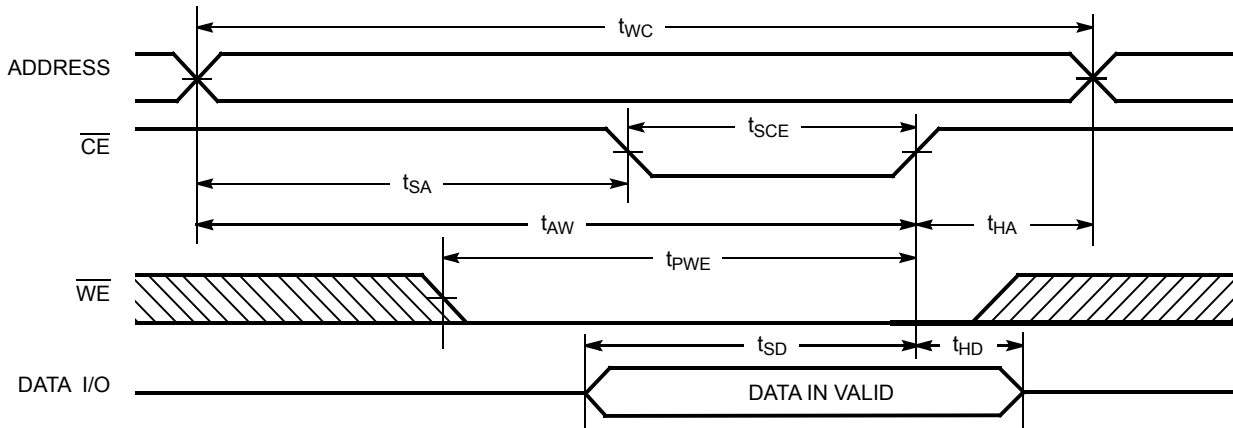 tWC
ADDRESS
CE
tSCE
tSA
tAW
tHA
tPWE
WE
tSD
tHD
DATA I/O
DATA IN VALID